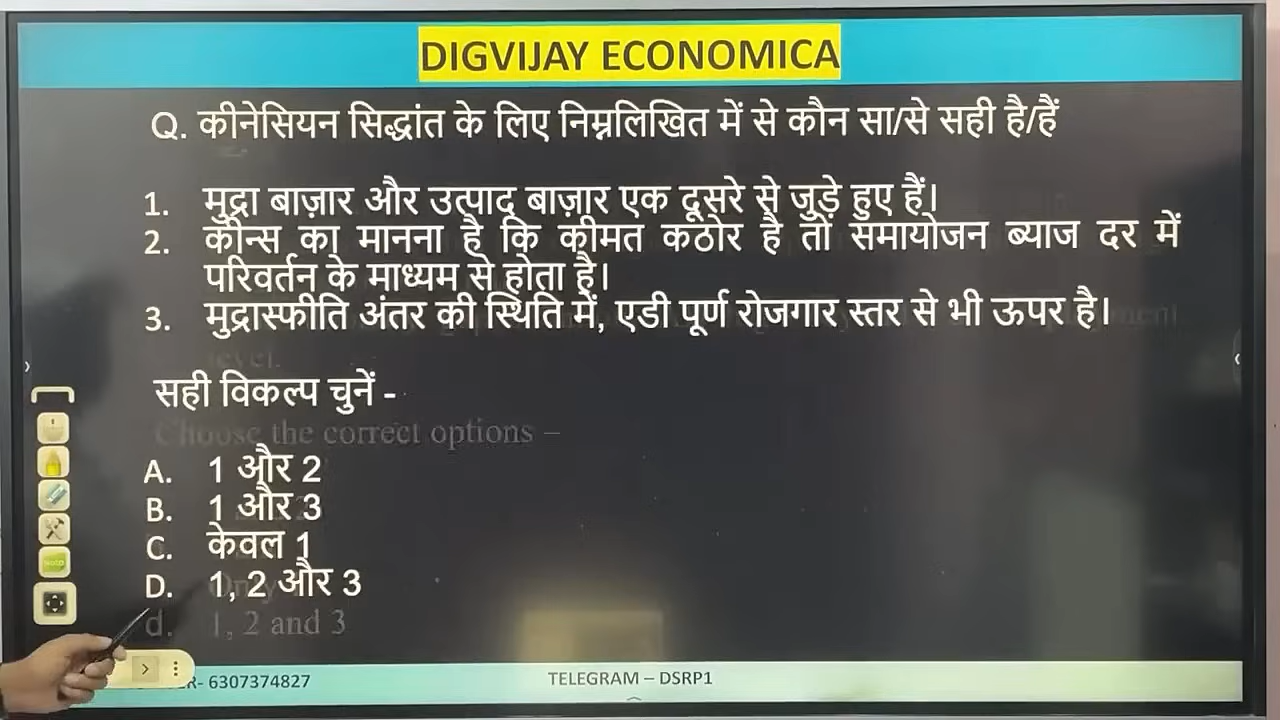 DIGVIJAY ECONOMICA
Q. कीनेसियन सिद्धांत के लिए निम्नलिखित में से कौन सा/से सही है/हैं
1. मुद्रा बाज़ार और उत्पाद बाज़ार एक दूसरे से जुड़े हुए हैं।
2. कीन्स का मानना है कि कीमत कठोर है तो समायोजन ब्याज दर में
परिवर्तन के माध्यम से होता है।
3. मुद्रास्फीति अंतर की स्थिति में, एडी पूर्ण रोजगार स्तर से भी ऊपर है।
level.
सही विकल्प चुनें -
Choose the correct options –
A. 1 और 2
B. 1 और 3
C. केवल 1
D. 1, 2 और 3
d. 1, 2 and 3
R- 6307374827
TELEGRAM – DSRP1